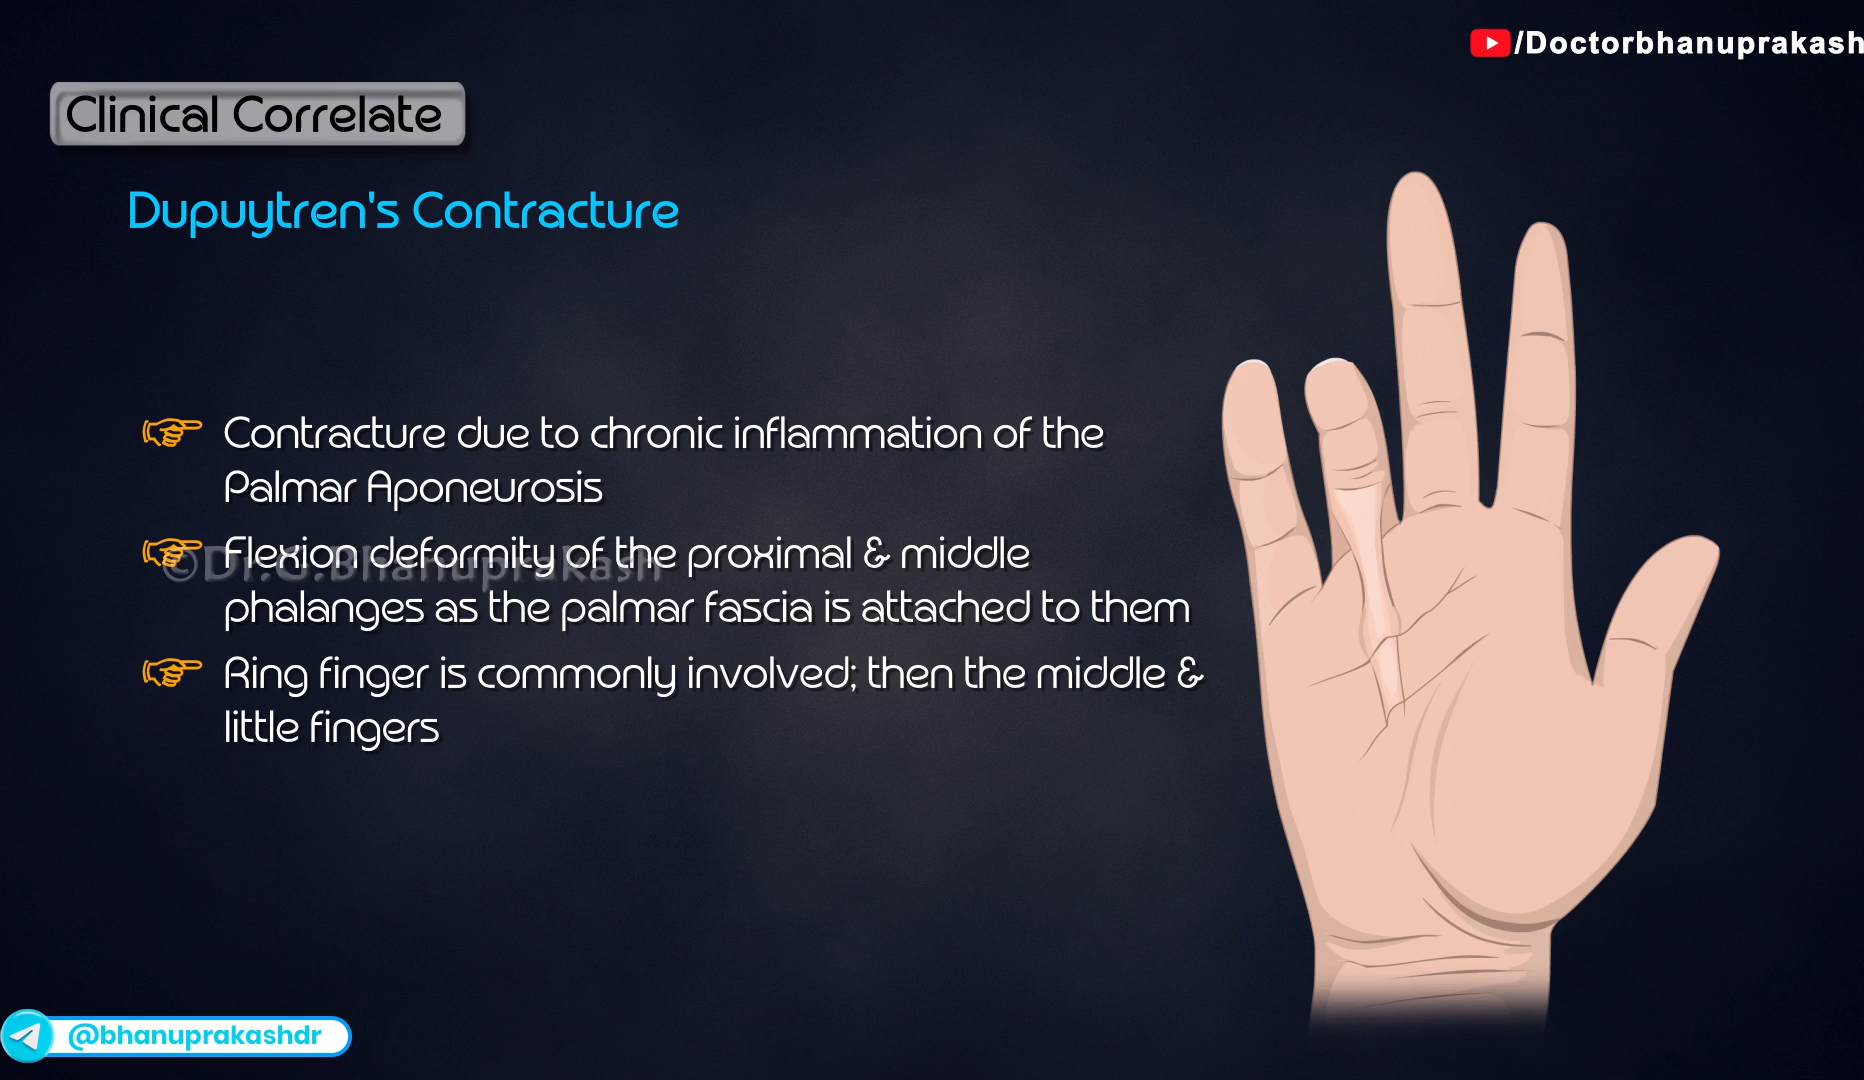 /Doctorbhanuprakash
Clinical Correlate
Dupuytren's Contracture
Contracture due to chronic inflammation of the
Palmar Aponeurosis
Flexion deformity of the proximal & middle
©Dr.G.Bhanuprakash
phalanges as the palmar fascia is attached to them
Ring finger is commonly involved; then the middle &
little fingers
@bhanuprakashdr